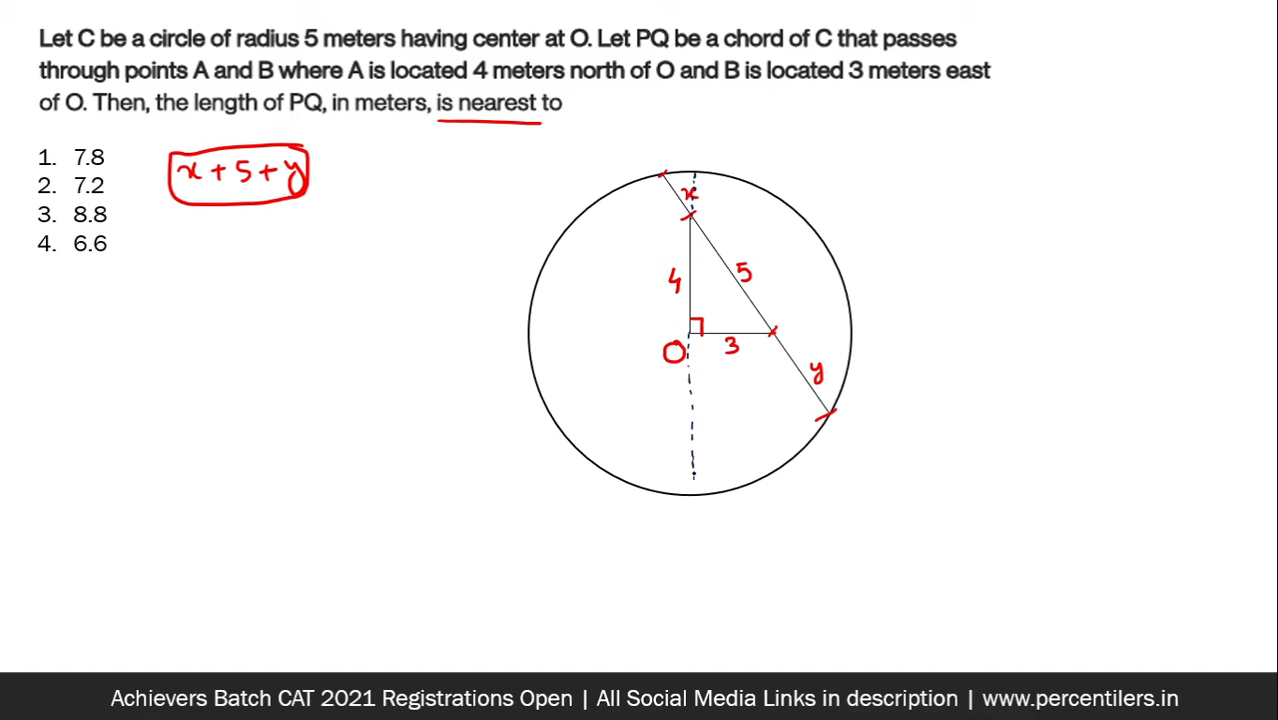 Let C be a circle of radius 5 meters having center at O. Let PQ be a chord of C that passes
through points A and B where A is located 4 meters north of O and B is located 3 meters east
of O. Then, the length of PQ, in meters, is nearest to
1. 7.8
2. 7.2
3. 8.8
4. 6.6
x + 5 + y
x
4
5
O
3
y
Achievers Batch CAT 2021 Registrations Open | All Social Media Links in description | www.percentilers.in